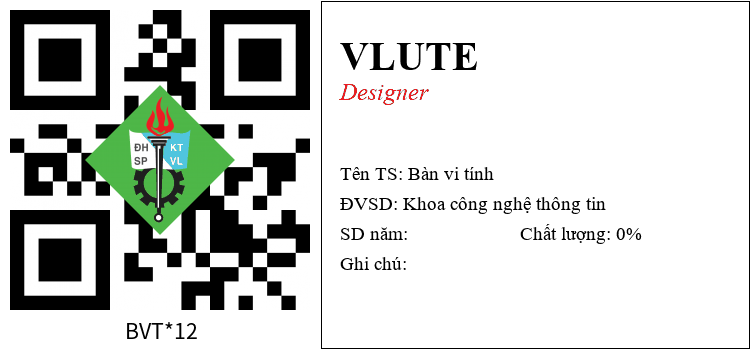 ĐH KT
SP VL
BVT*12
VLUTE
Designer
Tên TS: Bàn vi tính
ĐVSD: Khoa công nghệ thông tin
SD năm: Chất lượng: 0%
Ghi chú: